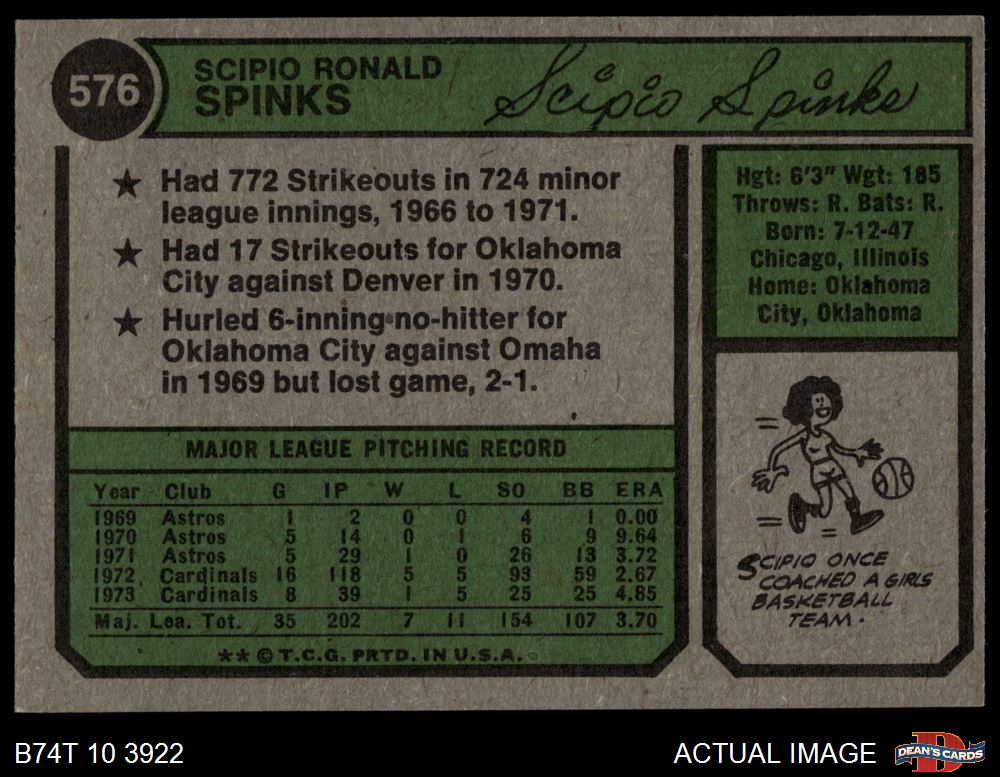 576
SCIPIO RONALD
SPINKS
Scipio Spinks
★ Had 772 Strikeouts in 724 minor
league innings, 1966 to 1971.
★ Had 17 Strikeouts for Oklahoma
City against Denver in 1970.
★ Hurled 6-inning no-hitter for
Oklahoma City against Omaha
in 1969 but lost game, 2-1.
Hgt: 6'3" Wgt: 185
Throws: R. Bats: R.
Born: 7-12-47
Chicago, Illinois
Home: Oklahoma
City, Oklahoma
MAJOR LEAGUE PITCHING RECORD
Year Club G IP W L SO BB ERA
1969 Astros 1 2 0 0 4 1 0.00
1970 Astros 5 14 0 1 6 9 9.64
1971 Astros 5 29 1 0 26 13 3.72
1972 Cardinals 16 118 5 5 93 59 2.67
1973 Cardinals 8 39 1 5 25 25 4.85
Maj. Lea. Tot. 35 202 7 11 154 107 3.70
** © T.C.G. PRTD. IN U.S.A.
SCIPIO ONCE
COACHED A GIRLS
BASKETBALL
TEAM.
B74T 10 3922
ACTUAL IMAGE
DEAN'S CARDS